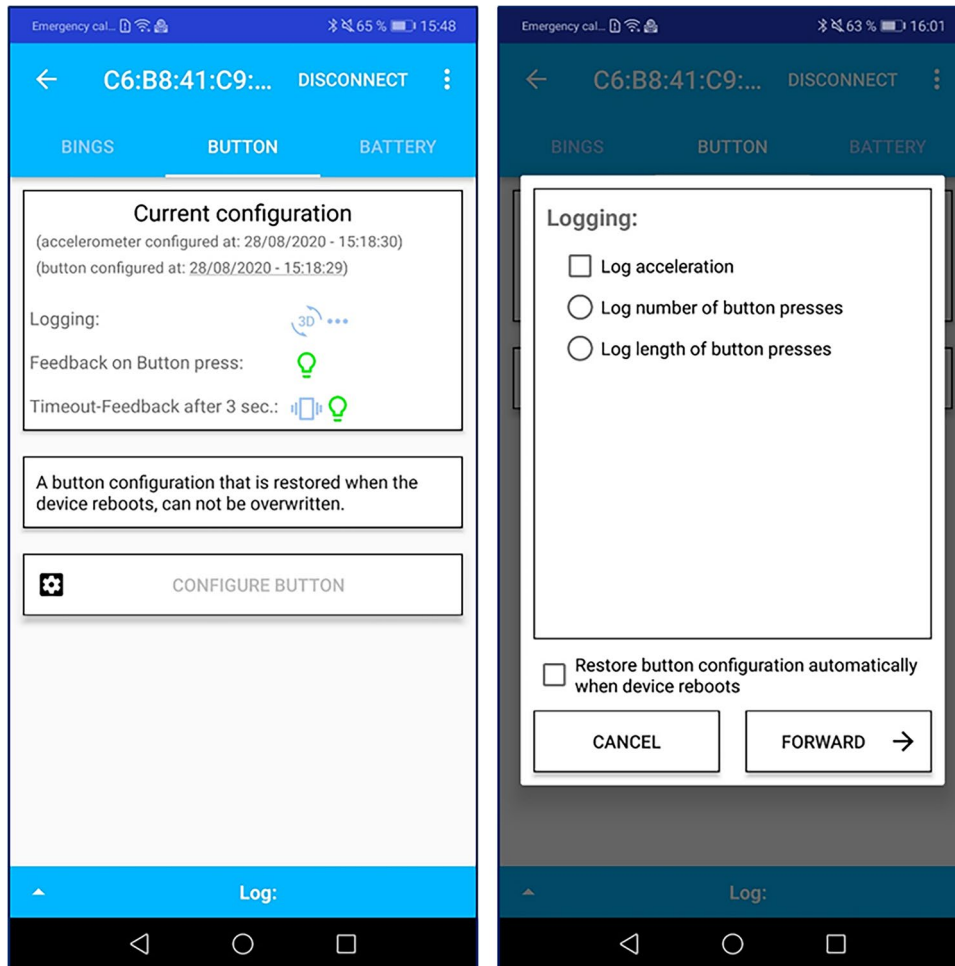 Emergency cal... 65 % 15:48
C6:B8:41:C9:... DISCONNECT
BINGS BUTTON BATTERY
Current configuration
(accelerometer configured at: 28/08/2020 - 15:18:30)
(button configured at: 28/08/2020 - 15:18:29)
Logging: 3D
Feedback on Button press:
Timeout-Feedback after 3 sec.:
A button configuration that is restored when the
device reboots, can not be overwritten.
CONFIGURE BUTTON
Log:
Emergency cal... 63 % 16:01
C6:B8:41:C9:... DISCONNECT
BINGS BUTTON BATTERY
Logging:
Log acceleration
Log number of button presses
Log length of button presses
Restore button configuration automatically
when device reboots
CANCEL FORWARD
Log: